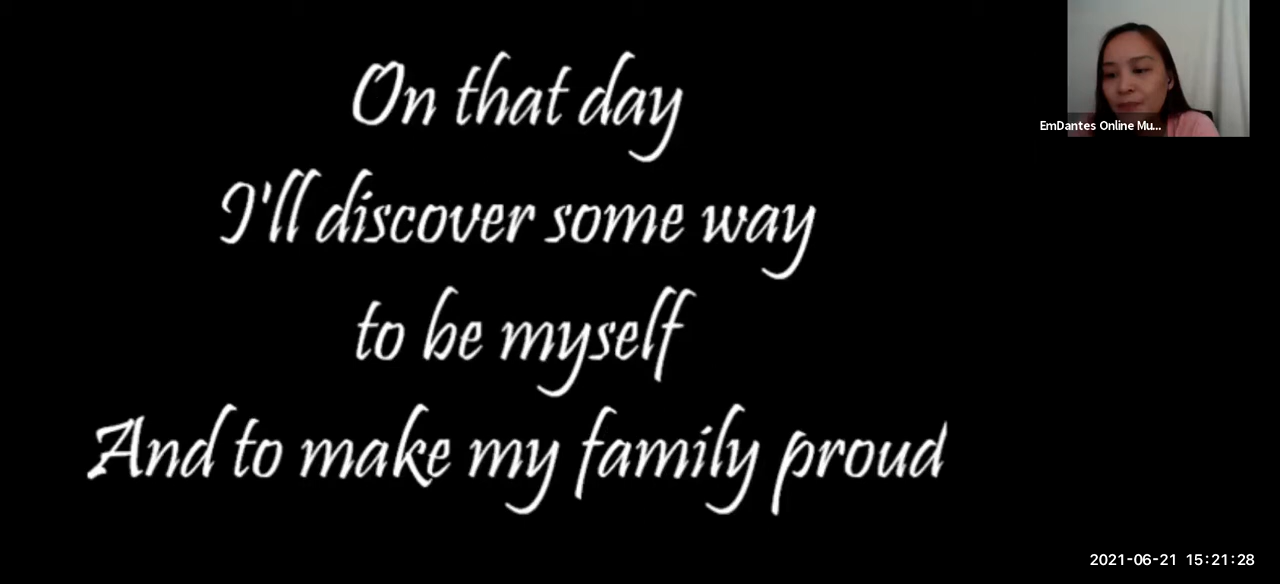 On that day
I'll discover some way
to be myself
And to make my family proud
EmDantes Online Mu...
2021-06-21 15:21:28